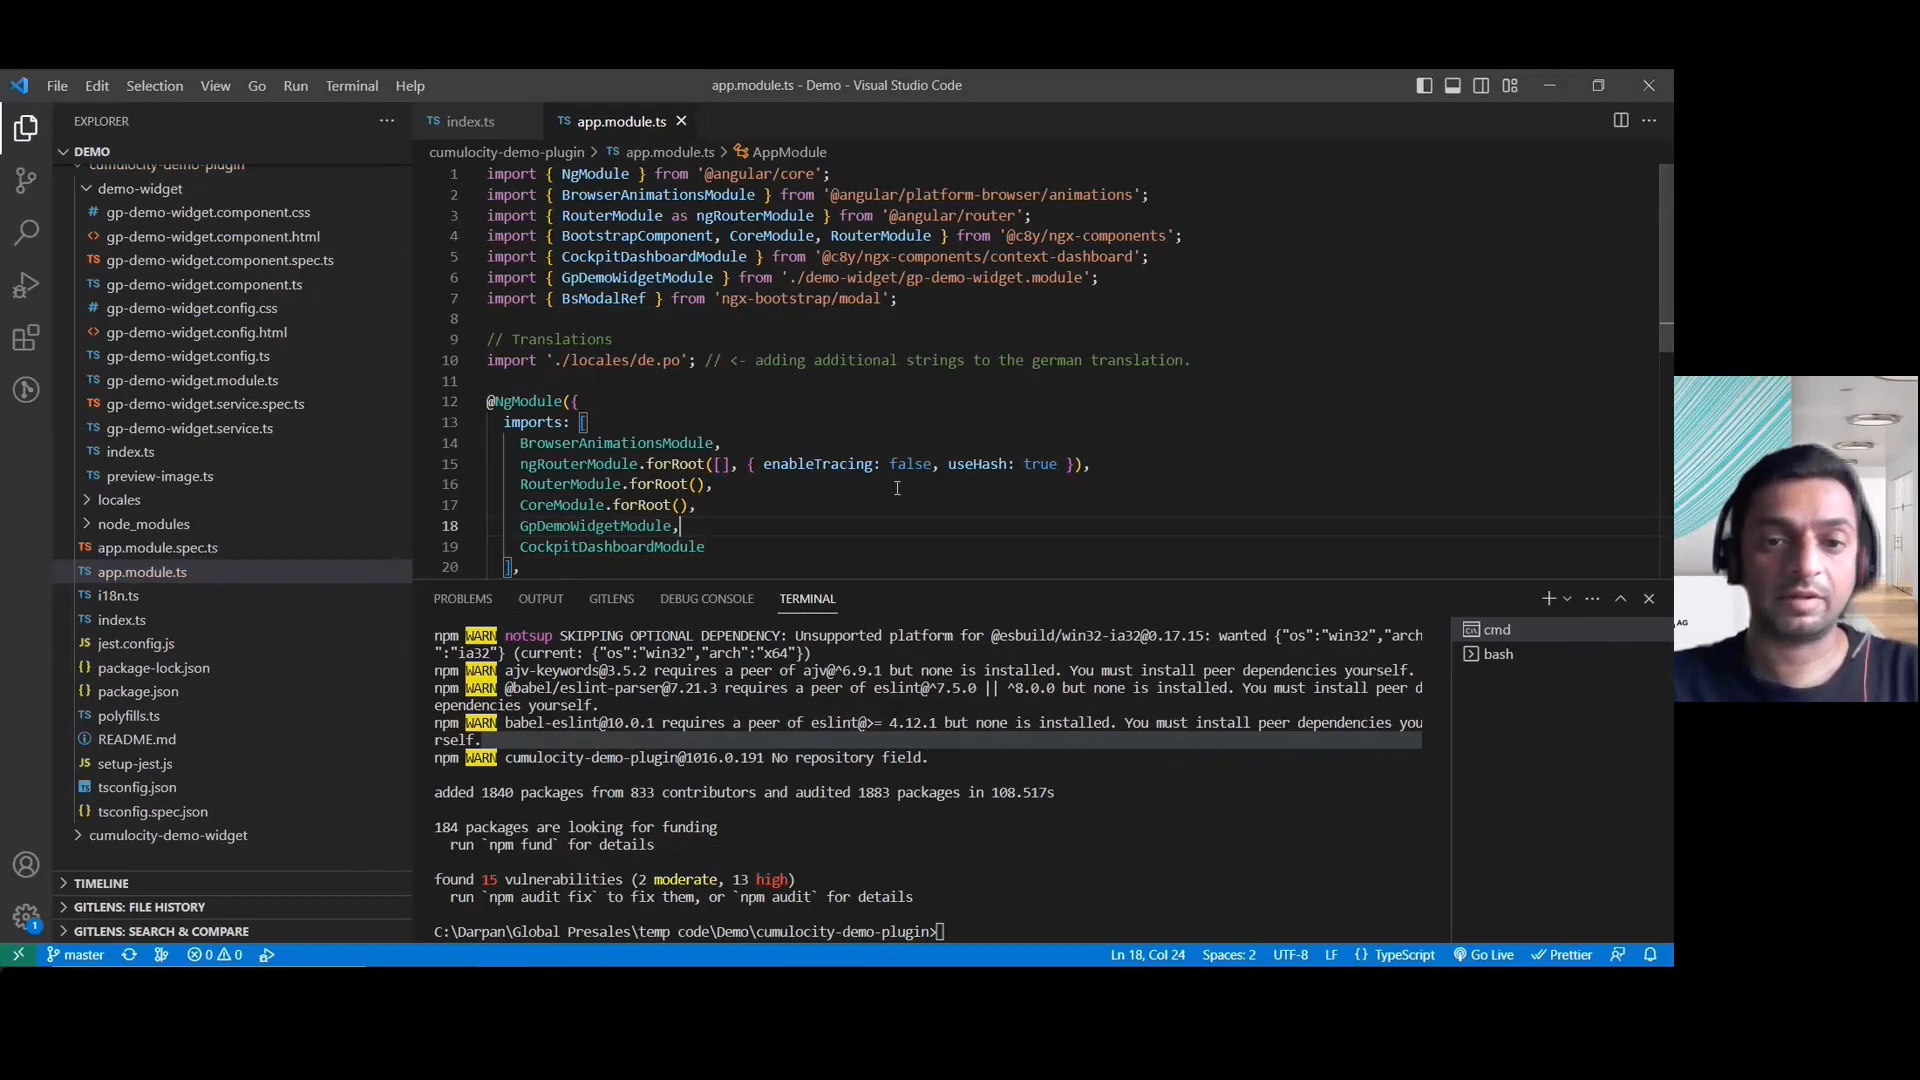 File Edit Selection View Go Run Terminal Help
app.module.ts - Demo - Visual Studio Code
EXPLORER
DEMO
cumulocity-demo-plugin
demo-widget
# gp-demo-widget.component.css
<> gp-demo-widget.component.html
TS gp-demo-widget.component.spec.ts
TS gp-demo-widget.component.ts
# gp-demo-widget.config.css
<> gp-demo-widget.config.html
TS gp-demo-widget.config.ts
TS gp-demo-widget.module.ts
TS gp-demo-widget.service.spec.ts
TS gp-demo-widget.service.ts
TS index.ts
TS preview-image.ts
locales
node_modules
TS app.module.spec.ts
TS app.module.ts
TS i18n.ts
TS index.ts
JS jest.config.js
{} package-lock.json
{} package.json
TS polyfills.ts
README.md
JS setup-jest.js
tsconfig.json
{} tsconfig.spec.json
cumulocity-demo-widget
TIMELINE
GITLENS: FILE HISTORY
GITLENS: SEARCH & COMPARE
TS index.ts
TS app.module.ts
cumulocity-demo-plugin > TS app.module.ts > AppModule
1 import { NgModule } from '@angular/core';
2 import { BrowserAnimationsModule } from '@angular/platform-browser/animations';
3 import { RouterModule as ngRouterModule } from '@angular/router';
4 import { BootstrapComponent, CoreModule, RouterModule } from '@c8y/ngx-components';
5 import { CockpitDashboardModule } from '@c8y/ngx-components/context-dashboard';
6 import { GpDemoWidgetModule } from './demo-widget/gp-demo-widget.module';
7 import { BsModalRef } from 'ngx-bootstrap/modal';
8
9 // Translations
10 import './locales/de.po'; // <- adding additional strings to the german translation.
11
12 @NgModule({
13 imports: [
14 BrowserAnimationsModule,
15 ngRouterModule.forRoot([], { enableTracing: false, useHash: true }),
16 RouterModule.forRoot(),
17 CoreModule.forRoot(),
18 GpDemoWidgetModule,
19 CockpitDashboardModule
20 ],
PROBLEMS OUTPUT GITLENS DEBUG CONSOLE TERMINAL
npm WARN notsup SKIPPING OPTIONAL DEPENDENCY: Unsupported platform for @esbuild/win32-ia32@0.17.15: wanted {"os":"win32","arch
":"ia32"} (current: {"os":"win32","arch":"x64"})
npm WARN ajv-keywords@3.5.2 requires a peer of ajv@^6.9.1 but none is installed. You must install peer dependencies yourself.
npm WARN @babel/eslint-parser@7.21.3 requires a peer of eslint@^7.5.0 || ^8.0.0 but none is installed. You must install peer d
ependencies yourself.
npm WARN babel-eslint@10.0.1 requires a peer of eslint@>= 4.12.1 but none is installed. You must install peer dependencies you
rself.
npm WARN cumulocity-demo-plugin@1016.0.191 No repository field.
added 1840 packages from 833 contributors and audited 1883 packages in 108.517s
184 packages are looking for funding
run `npm fund` for details
found 15 vulnerabilities (2 moderate, 13 high)
run `npm audit fix` to fix them, or `npm audit` for details
C:\Darpan\Global Presales\temp code\Demo\cumulocity-demo-plugin>
cmd
bash
AG
1
master
0 0
Ln 18, Col 24 Spaces: 2 UTF-8 LF {} TypeScript Go Live Prettier